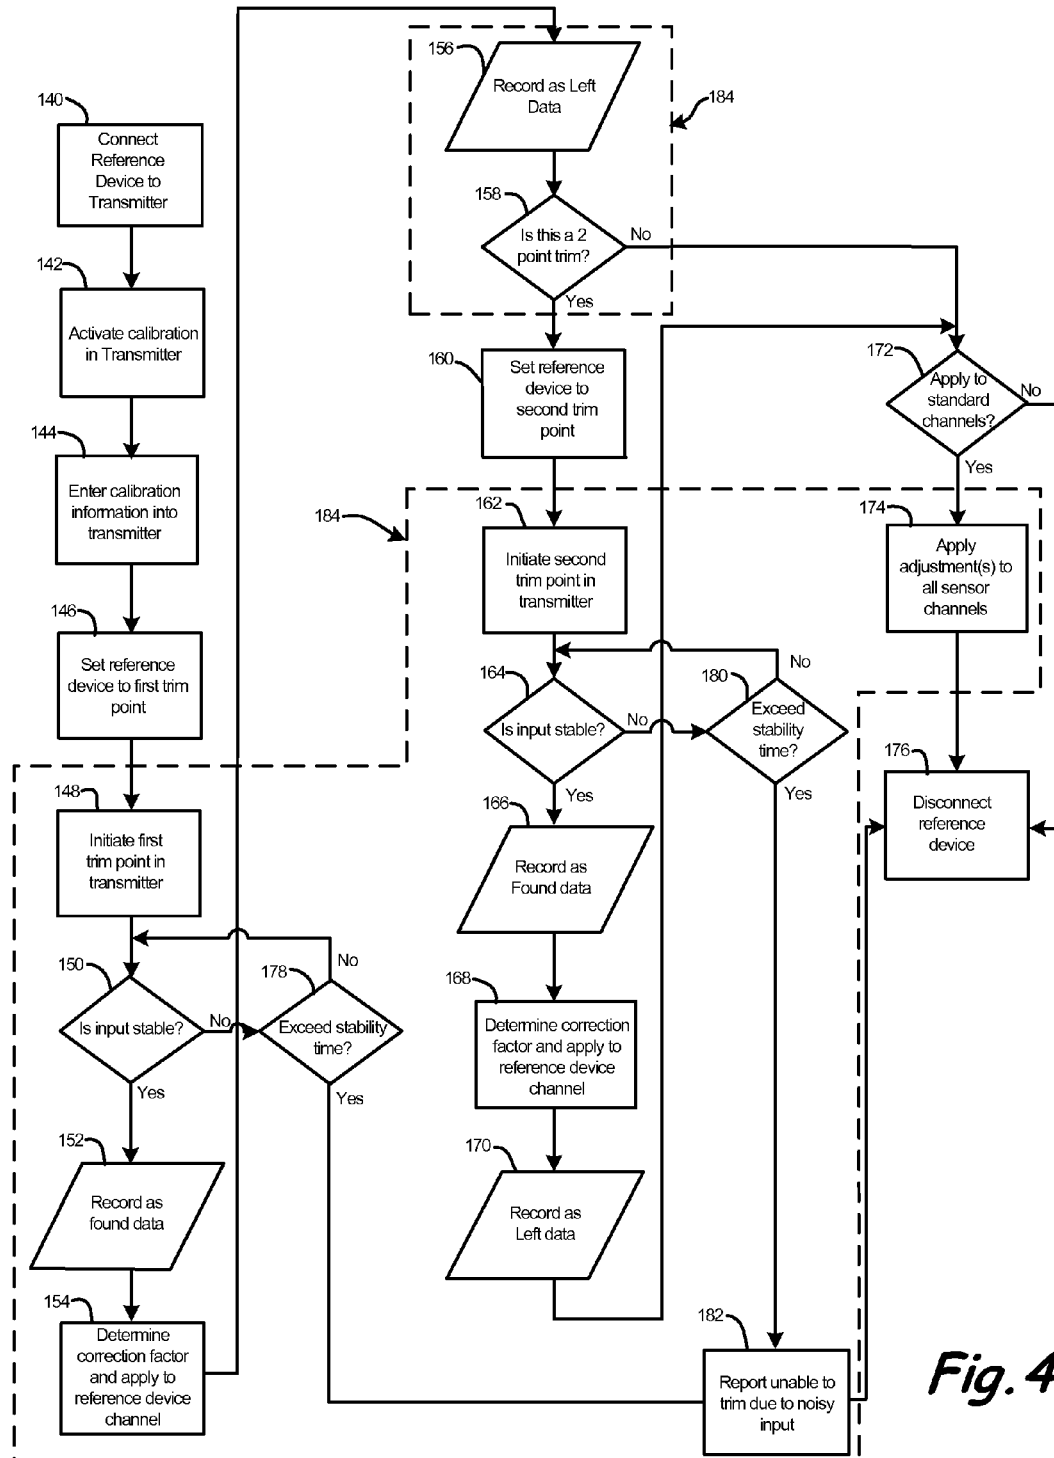 140
Connect
Reference
Device to
Transmitter
142
Activate calibration
in Transmitter
144
Enter calibration
information into
transmitter
146
Set reference
device to first trim
point
148
Initiate first
trim point in
transmitter
150
Is input stable?
No
Yes
178
Exceed stability
time?
No
Yes
152
Record as
found data
154
Determine
correction factor
and apply to
reference device
channel
156
Record as Left
Data
184
158
Is this a 2
point trim?
No
Yes
160
Set reference
device to
second trim
point
184
162
Initiate second
trim point in
transmitter
164
Is input stable?
No
Yes
180
Exceed
stability
time?
No
Yes
166
Record as
Found data
168
Determine correction
factor and apply to
reference device
channel
170
Record as
Left data
172
Apply to
standard
channels?
No
Yes
174
Apply
adjustment(s) to
all sensor
channels
176
Disconnect
reference
device
182
Report unable to
trim due to noisy
input
Fig. 4